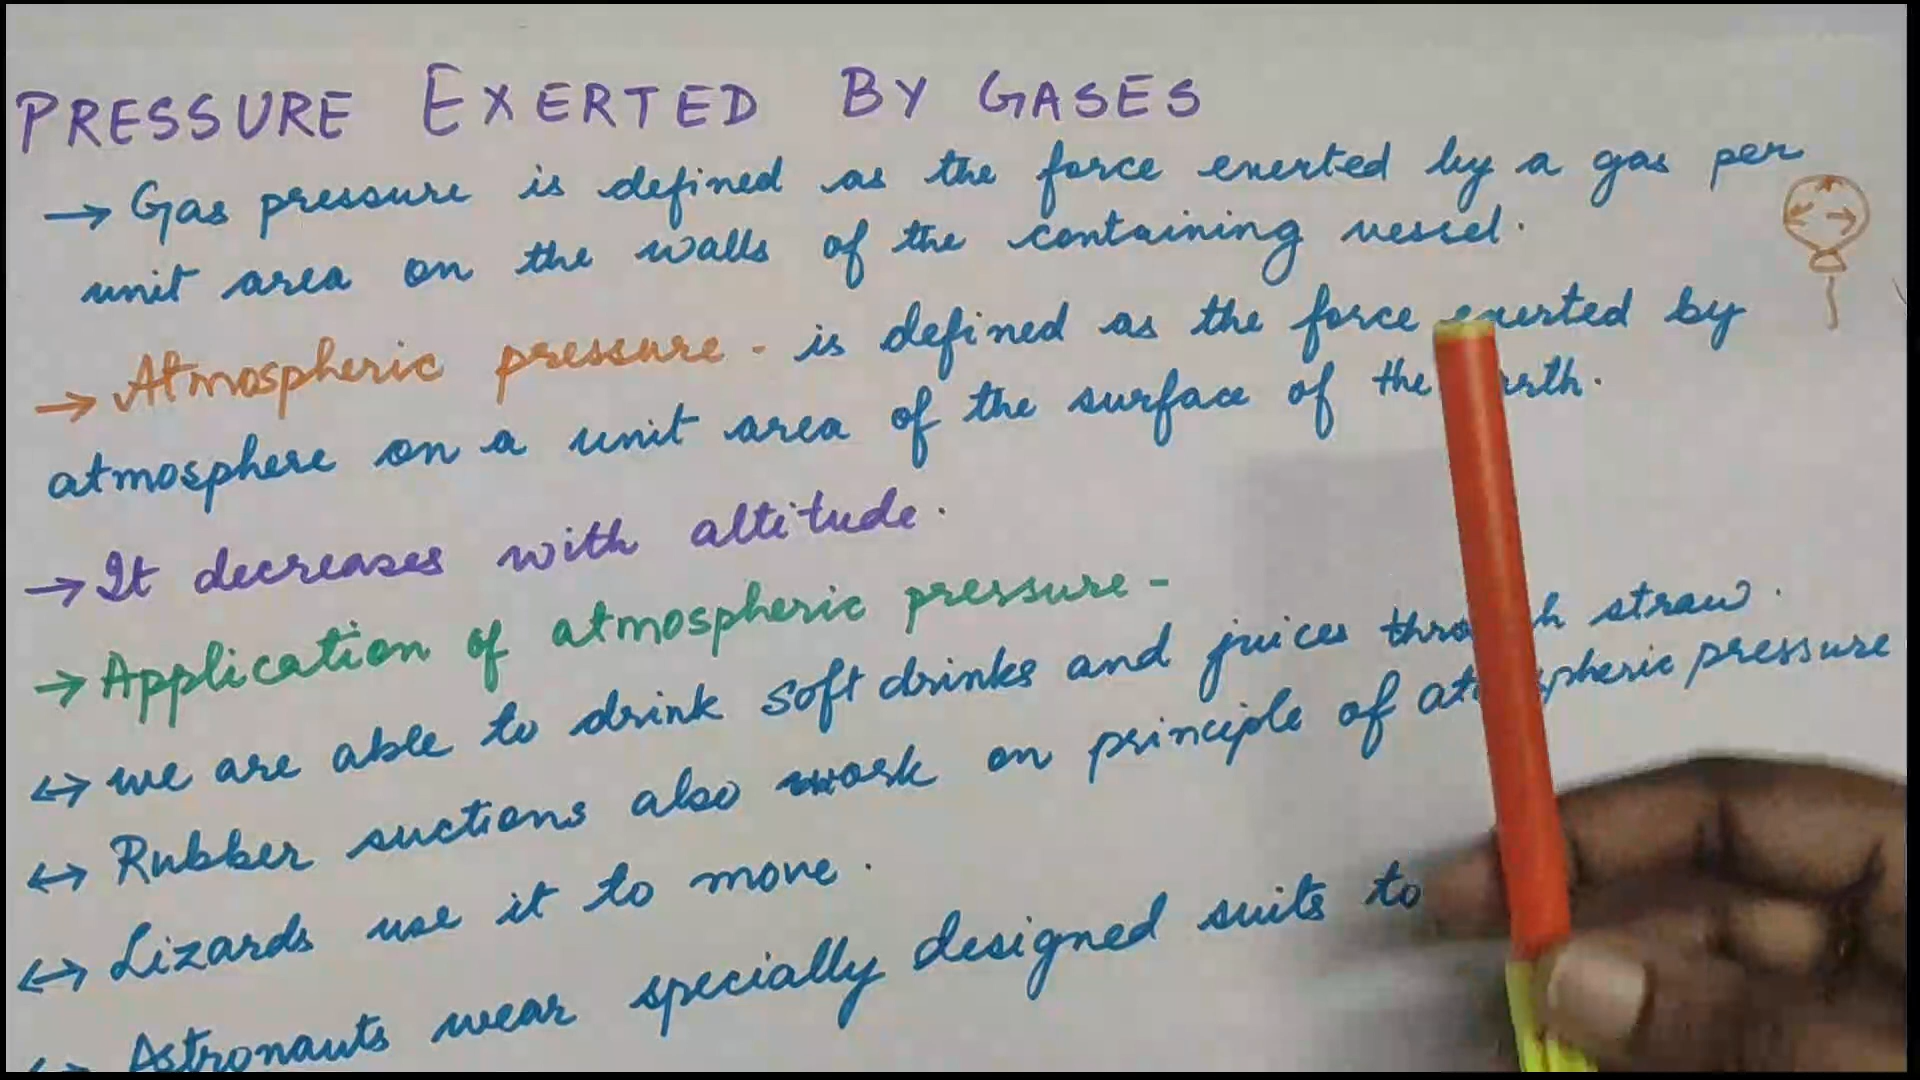 PRESSURE EXERTED BY GASES
→ Gas pressure is defined as the force exerted by a gas per
unit area on the walls of the containing vessel.
→ Atmospheric pressure - is defined as the force exerted by
atmosphere on a unit area of the surface of the
→ It decreases with altitude.
→ Application of atmospheric pressure -
↔ we are able to drink soft drinks and juices through straw.
↔ Rubber suctions also work on principle of atmospheric pressure
↔ Lizards use it to move.
↔ Astronauts wear specially designed suits to